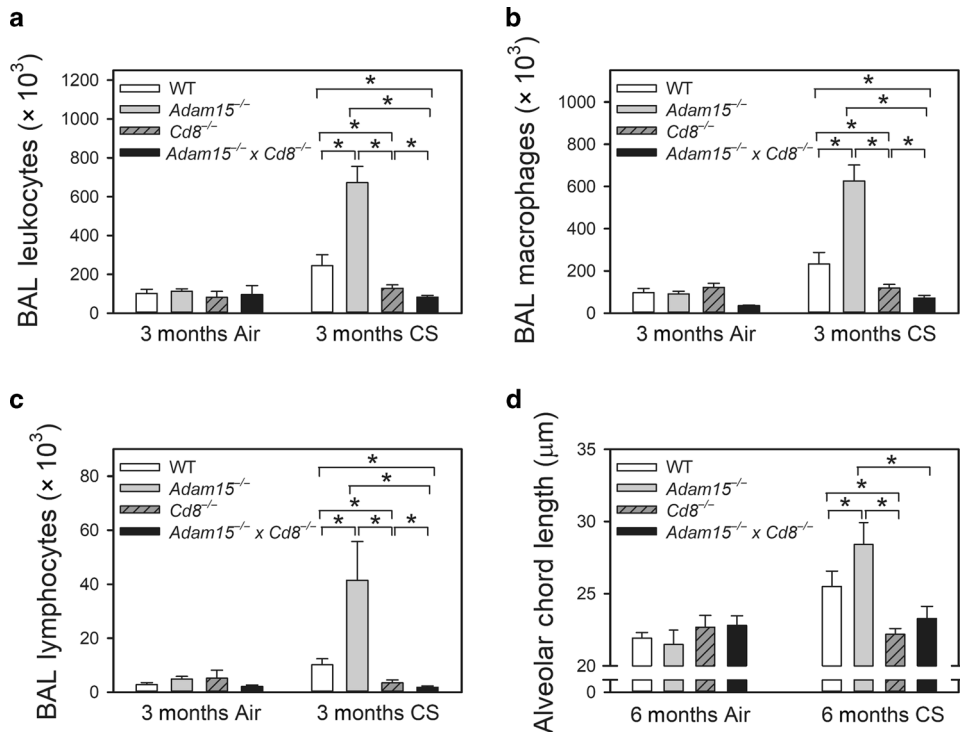 a
BAL leukocytes (× 10³)
1200
1000
800
600
400
200
0
WT
Adam15⁻/⁻
Cd8⁻/⁻
Adam15⁻/⁻ x Cd8⁻/⁻
*
*
*
* * *
3 months Air 3 months CS
b
BAL macrophages (× 10³)
1000
800
600
400
200
0
WT
Adam15⁻/⁻
Cd8⁻/⁻
Adam15⁻/⁻ x Cd8⁻/⁻
*
*
*
* * *
3 months Air 3 months CS
c
BAL lymphocytes (× 10³)
80
60
40
20
0
WT
Adam15⁻/⁻
Cd8⁻/⁻
Adam15⁻/⁻ x Cd8⁻/⁻
*
*
*
* * *
3 months Air 3 months CS
d
Alveolar chord length (μm)
35
30
25
20
0
WT
Adam15⁻/⁻
Cd8⁻/⁻
Adam15⁻/⁻ x Cd8⁻/⁻
*
*
* *
6 months Air 6 months CS